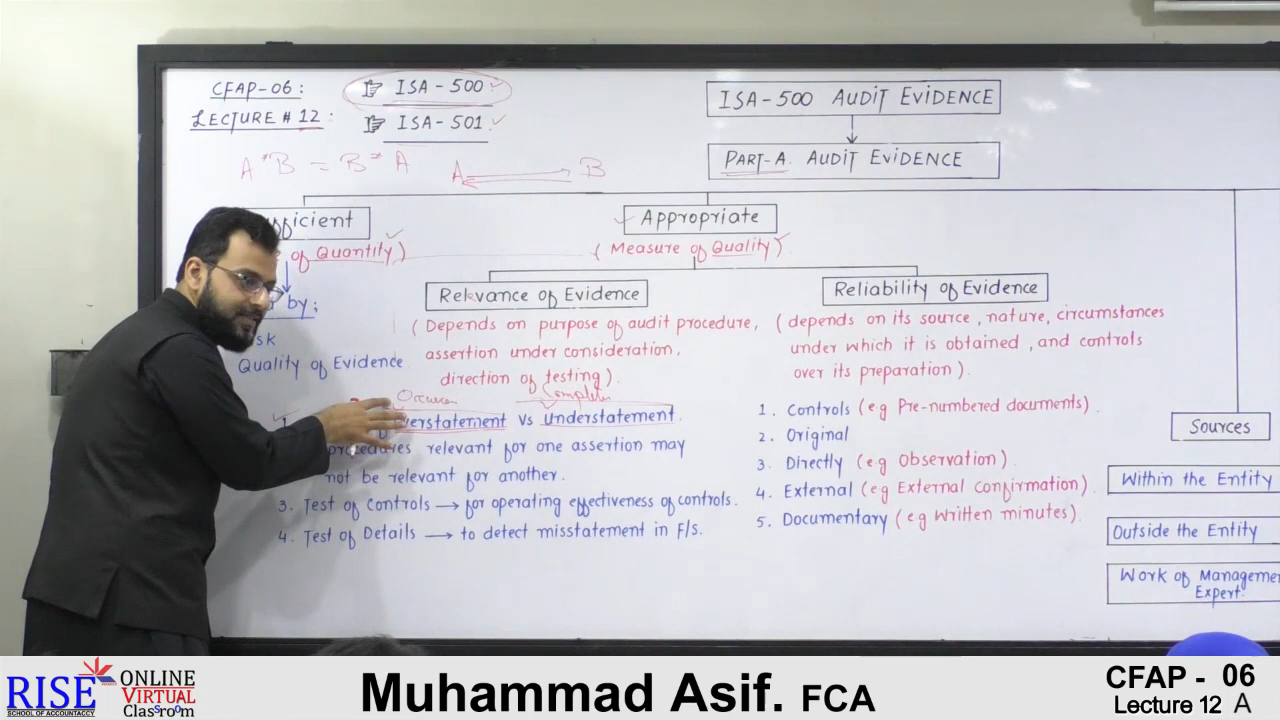 CFAP-06:
LECTURE # 12:
☞ ISA-500
☞ ISA-501
A*B = B*A
A B
ISA-500 AUDIT EVIDENCE
PART-A. AUDIT EVIDENCE
Appropriate
of Quantity)
(Measure of Quality)
by;
Quality of Evidence
Relevance of Evidence
(Depends on purpose of audit procedure,
assertion under consideration,
direction of testing).
vs understatement.
procedures relevant for one assertion may
not be relevant for another.
3. Test of Controls → for operating effectiveness of controls.
4. Test of Details → to detect misstatement in F/s.
Reliability of Evidence
(depends on its source, nature, circumstances
under which it is obtained, and controls
over its preparation).
1. Controls (eg Pre-numbered documents).
2. Original
3. Directly (eg Observation)
4. External (eg External confirmation).
5. Documentary (eg Written minutes).
Sources
Within the Entity
Outside the Entity
Work of Managemen
Expert.
RISE
SCHOOL OF ACCOUNTACY
ONLINE
VIRTUAL
Classroom
Muhammad Asif. FCA
CFAP - 06
Lecture 12 A